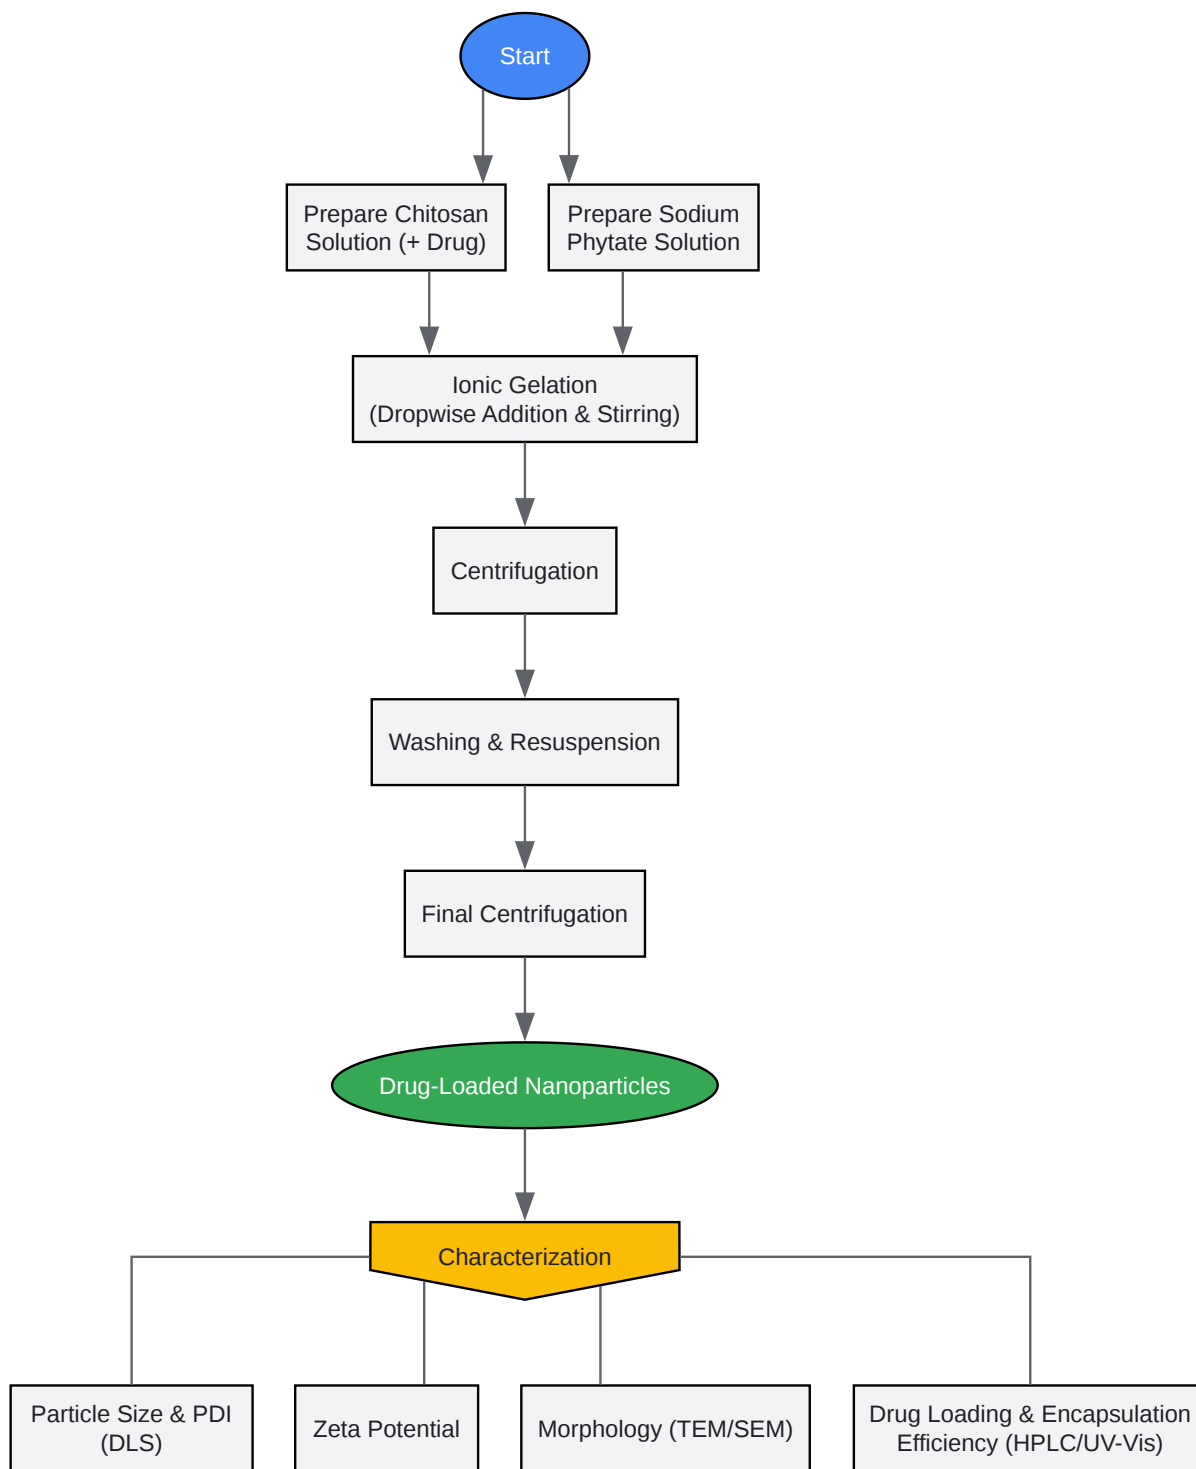 Start
Prepare Chitosan
Solution (+ Drug)
Prepare Sodium
Phytate Solution
Ionic Gelation
(Dropwise Addition & Stirring)
Centrifugation
Washing & Resuspension
Final Centrifugation
Drug-Loaded Nanoparticles
Characterization
Particle Size & PDI
(DLS)
Zeta Potential
Morphology (TEM/SEM)
Drug Loading & Encapsulation
Efficiency (HPLC/UV-Vis)